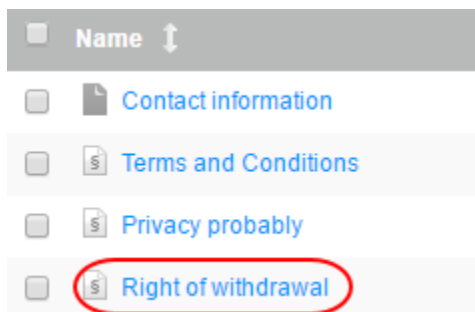 Name
Contact information
§ Terms and Conditions
§ Privacy probably
§ Right of withdrawal